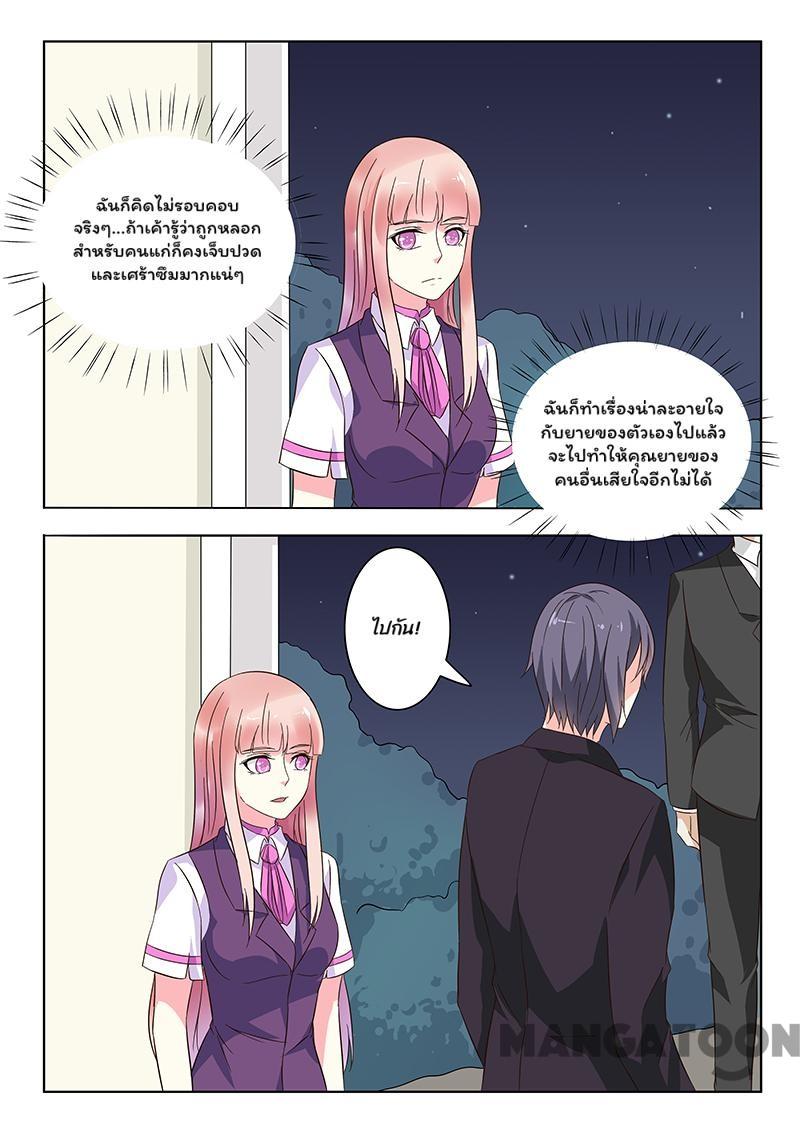 ฉันก็คิดไม่รอบคอบ
จริงๆ...ถ้าเค้ารู้ว่าถูกหลอก
สำหรับคนแก่ก็คงเจ็บปวด
และเศร้าซึมมากแน่ๆ
ฉันก็ทำเรื่องน่าละอายใจ
กับยายของตัวเองไปแล้ว
จะไปทำให้คุณยายของ
คนอื่นเสียใจอีกไม่ได้
ไปกัน!
MANGATOON